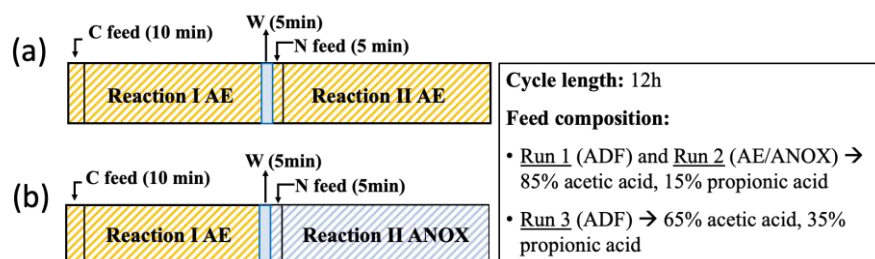 (a)
C feed (10 min)
W (5min)
N feed (5 min)
Reaction I AE
Reaction II AE
(b)
C feed (10 min)
W (5min)
N feed (5min)
Reaction I AE
Reaction II ANOX
Cycle length: 12h
Feed composition:
• Run 1 (ADF) and Run 2 (AE/ANOX) →
85% acetic acid, 15% propionic acid
• Run 3 (ADF) → 65% acetic acid, 35%
propionic acid